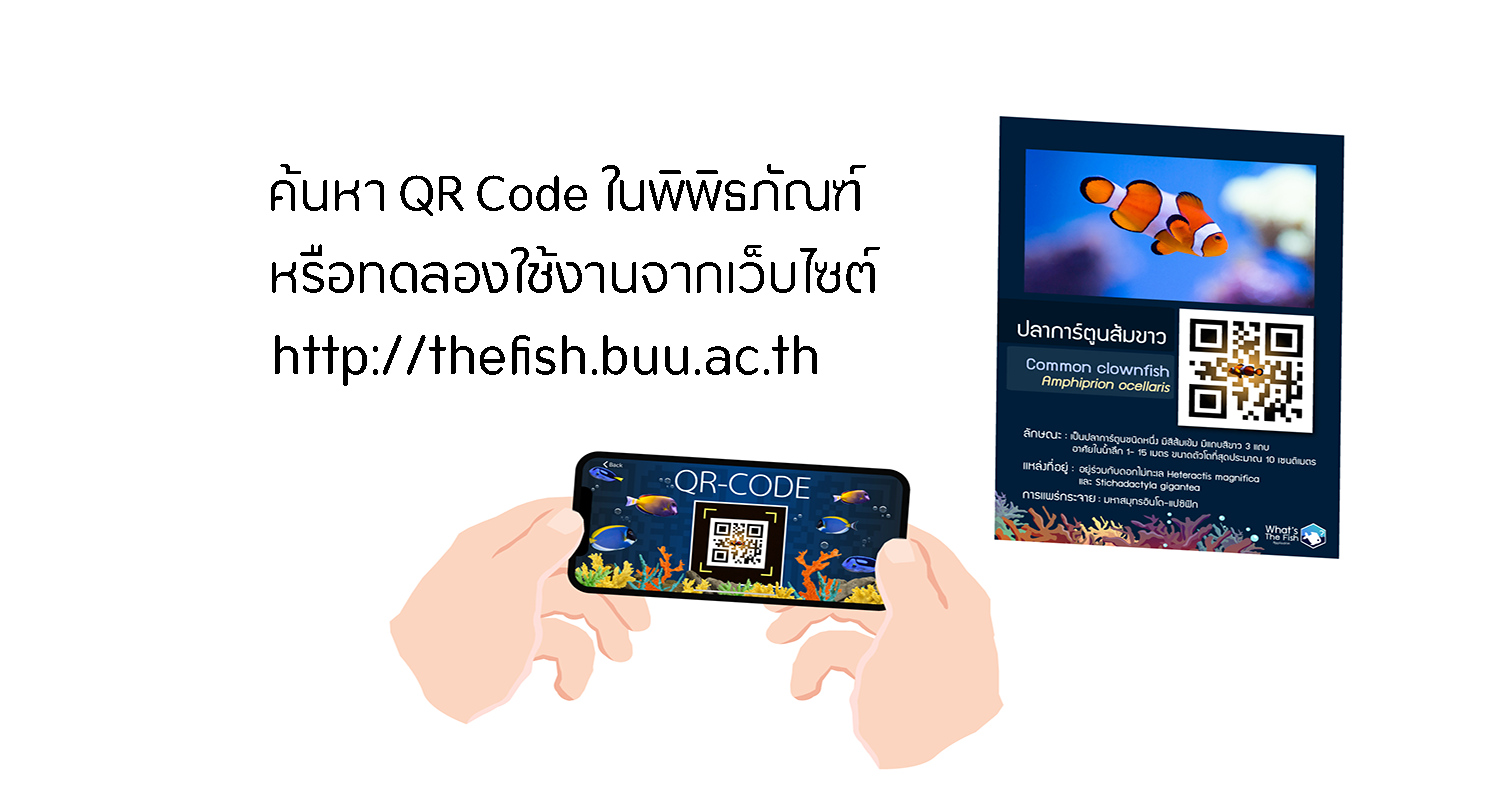 ค้นหา QR Code ในพิพิธภัณฑ์
หรือทดลองใช้งานจากเว็บไซต์
http://thefish.buu.ac.th
Back
QR-CODE
ปลาการ์ตูนส้มขาว
Common clownfish
Amphiprion ocellaris
ลักษณะ : เป็นปลาการ์ตูนชนิดหนึ่ง มีสีส้มเข้ม มีแถบสีขาว 3 แถบ
อาศัยในน้ำลึก 1- 15 เมตร ขนาดตัวโตที่สุดประมาณ 10 เซนติเมตร
แหล่งที่อยู่ : อยู่ร่วมกับดอกไม้ทะเล Heteractis magnifica
และ Stichadactyla gigantea
การแพร่กระจาย : มหาสมุทรอินโด-แปซิฟิก
What's
The Fish
Application